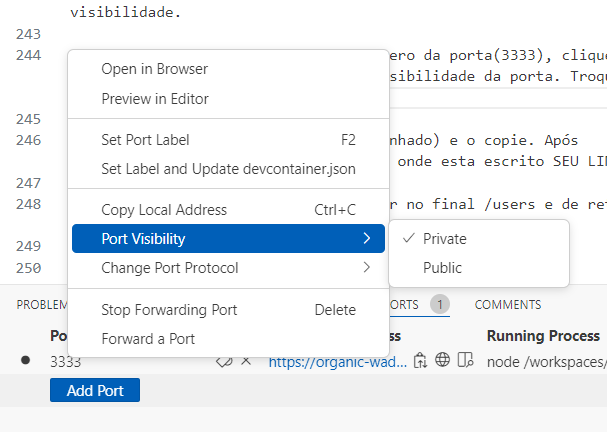 visibilidade.
243
244 ero da porta(3333), clique
sibilidade da porta. Troqu
245
246 nhado) e o copie. Após
onde esta escrito SEU LI
247
248 r no final /users e de re
249
250
Open in Browser
Preview in Editor
Set Port Label F2
Set Label and Update devcontainer.json
Copy Local Address Ctrl+C
Port Visibility
Change Port Protocol
Stop Forwarding Port Delete
Forward a Port
Private
Public
PROBLEM ORTS 1 COMMENTS
Po ss Running Process
3333 https://organic-wad... node /workspaces/
Add Port